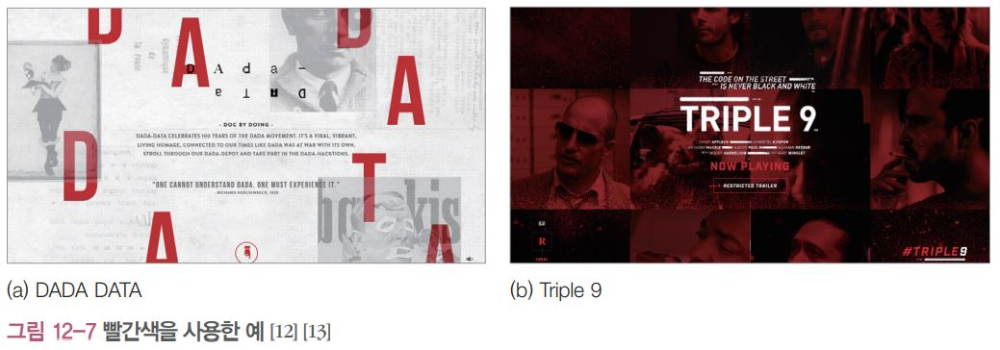 D A D A
D A d a –
D A T A
D A T A
- DOC BY DOING -
DADA-DATA CELEBRATES 100 YEARS OF THE DADA MOVEMENT. IT'S A VIRAL, VIBRANT,
LIVING HOMAGE, CONNECTED TO OUR TIMES LIKE DADA WAS AT WAR WITH ITS OWN.
STROLL THROUGH OUR DADA-DEPOT AND TAKE PART IN THE DADA-HACKTIONS.
"ONE CANNOT UNDERSTAND DADA, ONE MUST EXPERIENCE IT."
- RICHARD HUELSENBECK, 1920
THE CODE ON THE STREET
IS NEVER BLACK AND WHITE
TRIPLE 9
CASEY AFFLECK CHIWETEL EJIOFOR
ANTHONY MACKIE AARON PAUL NORMAN REEDUS
WOODY HARRELSON KATE WINSLET
NOW PLAYING
RESTRICTED TRAILER
R
LEGAL
#TRIPLE9
(a) DADA DATA
(b) Triple 9
그림 12-7 빨간색을 사용한 예 [12] [13]